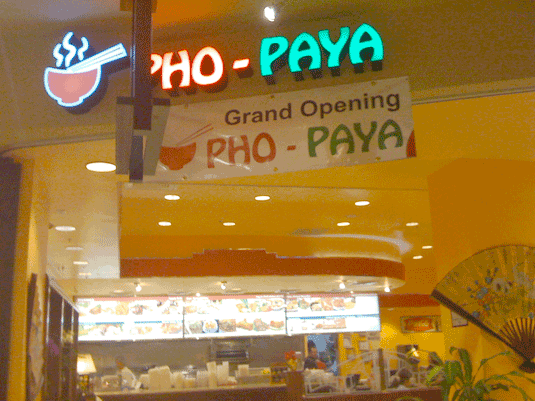 PHO - PAYA
Grand Opening
PHO - PAYA